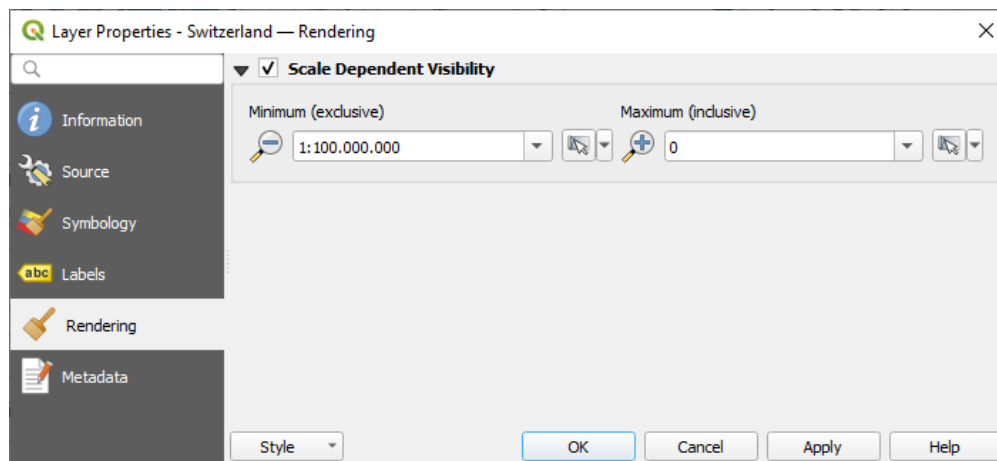 Layer Properties - Switzerland — Rendering
Scale Dependent Visibility
Information
Source
Symbology
abc Labels
Rendering
Metadata
Minimum (exclusive)
Maximum (inclusive)
1:100.000.000
0
Style
OK
Cancel
Apply
Help